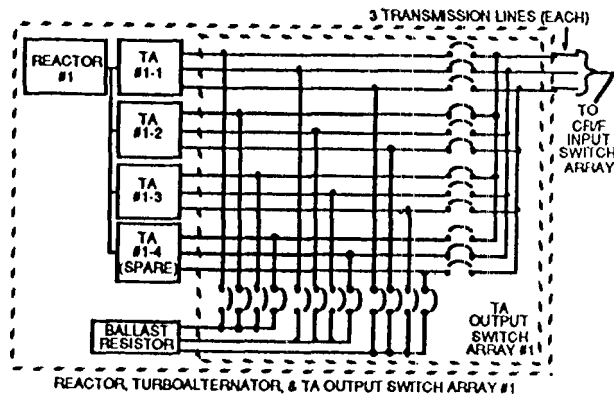 3 TRANSMISSION LINES (EACH)
REACTOR
#1
TA
#1-1
TA
#1-2
TA
#1-3
TA
#1-4
(SPARE)
BALLAST
RESISTOR
TO
CR/F
INPUT
SWITCH
ARRAY
TA
OUTPUT
SWITCH
ARRAY #1
REACTOR, TURBOALTERNATOR, & TA OUTPUT SWITCH ARRAY #1